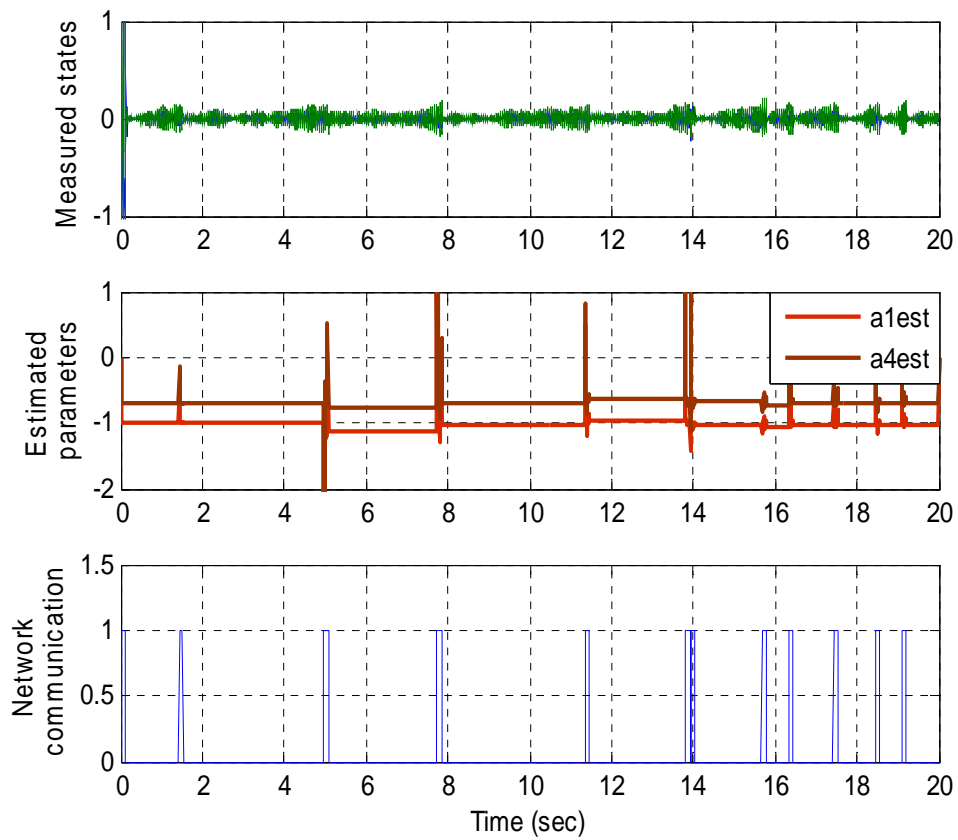 Measured states
1
0
-1
0 2 4 6 8 10 12 14 16 18 20
Estimated
parameters
1
0
-1
-2
a1est
a4est
0 2 4 6 8 10 12 14 16 18 20
Network
communication
1.5
1
0.5
0
0 2 4 6 8 10 12 14 16 18 20
Time (sec)